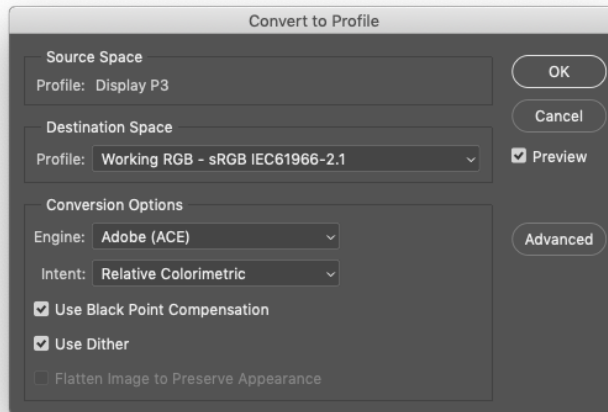 Convert to Profile
Source Space
Profile: Display P3
OK
Cancel
Destination Space
Profile: Working RGB - sRGB IEC61966-2.1
Preview
Conversion Options
Engine: Adobe (ACE)
Advanced
Intent: Relative Colorimetric
Use Black Point Compensation
Use Dither
Flatten Image to Preserve Appearance